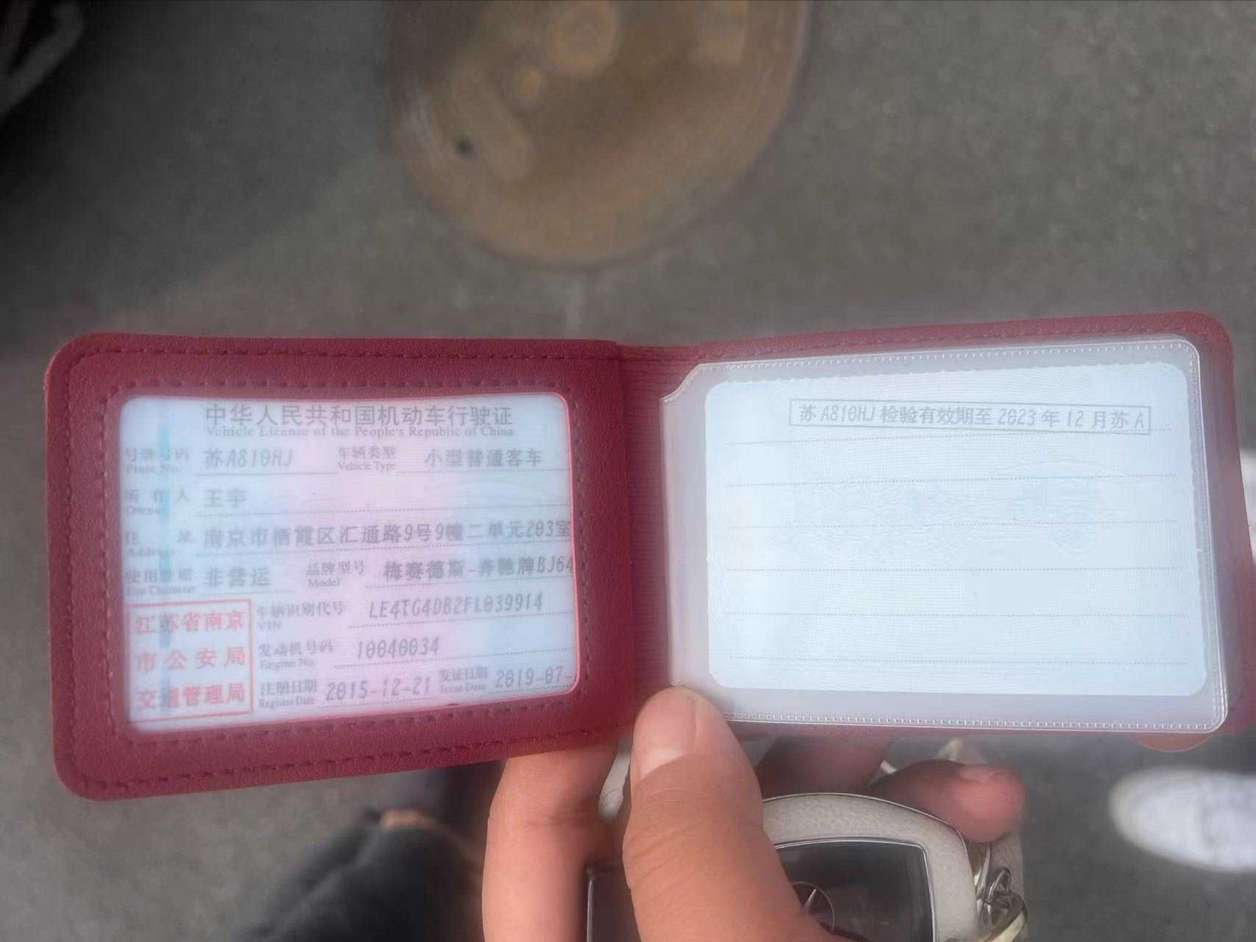 中华人民共和国机动车行驶证
Vehicle License of the People's Republic of China
号牌号码 苏A810HJ 车辆类型 小型普通客车
Plate No. Vehicle Type
所有人 王宇
Owner
住址 南京市栖霞区汇通路9号9幢二单元203室
Address
使用性质 非营运 品牌型号 梅赛德斯-奔驰牌BJ64
Use Character Model
江苏省南京
市公安局
交通管理局
车辆识别代号 LE4TG4DB2FL039914
VIN
发动机号码 10040034
Engine No.
注册日期 2015-12-21 发证日期 2019-07-
Register Date Issue Date
苏A810HJ 检验有效期至 2023年12月苏A